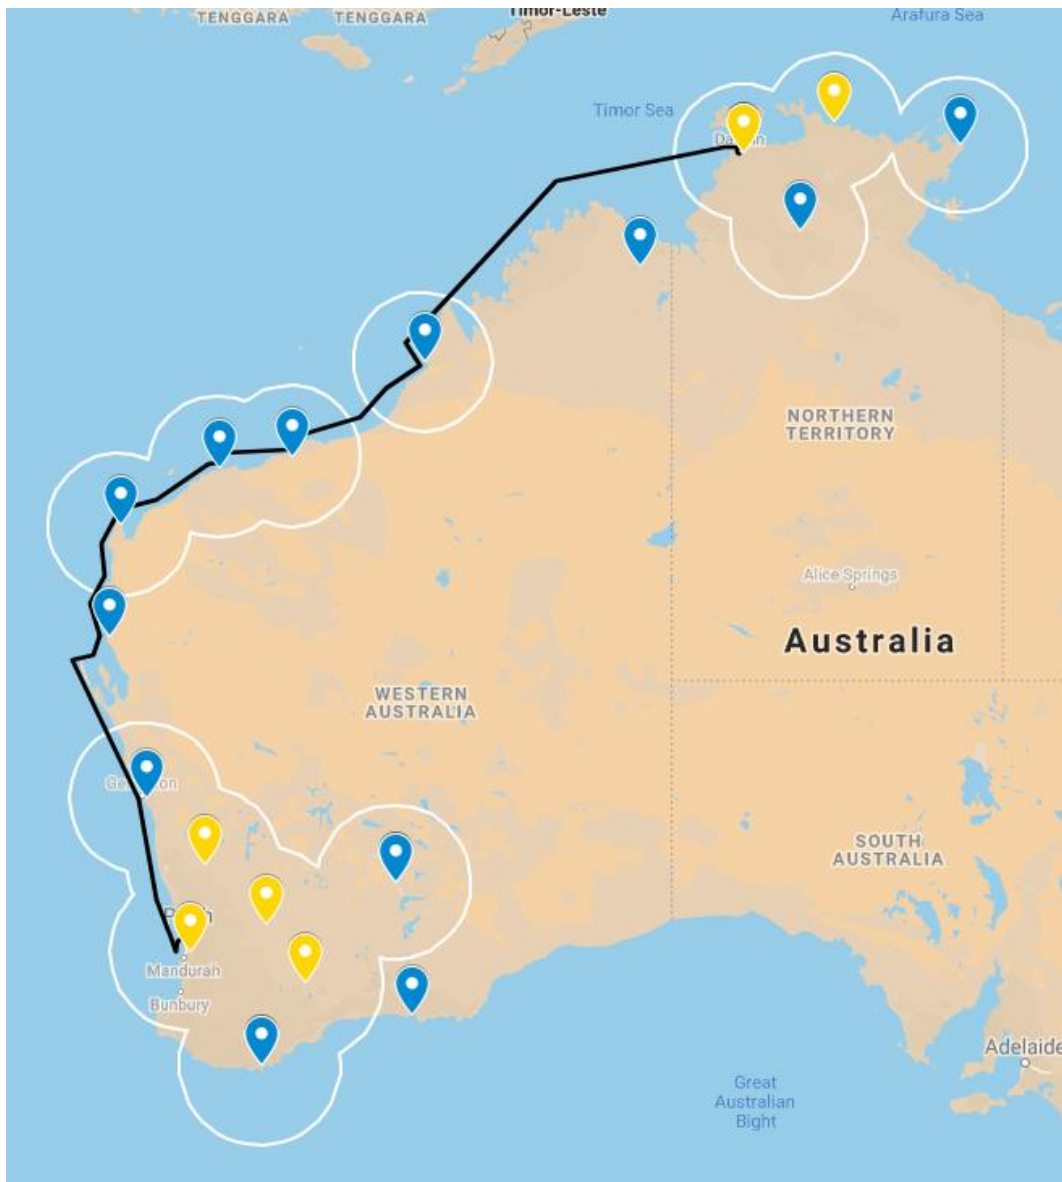 TENGGARA
TENGGARA
Timor-Leste
Arafura Sea
Timor Sea
NORTHERN
TERRITORY
Alice Springs
Australia
WESTERN
AUSTRALIA
SOUTH
AUSTRALIA
Mandurah
Bunbury
Adelaide
Great
Australian
Bight